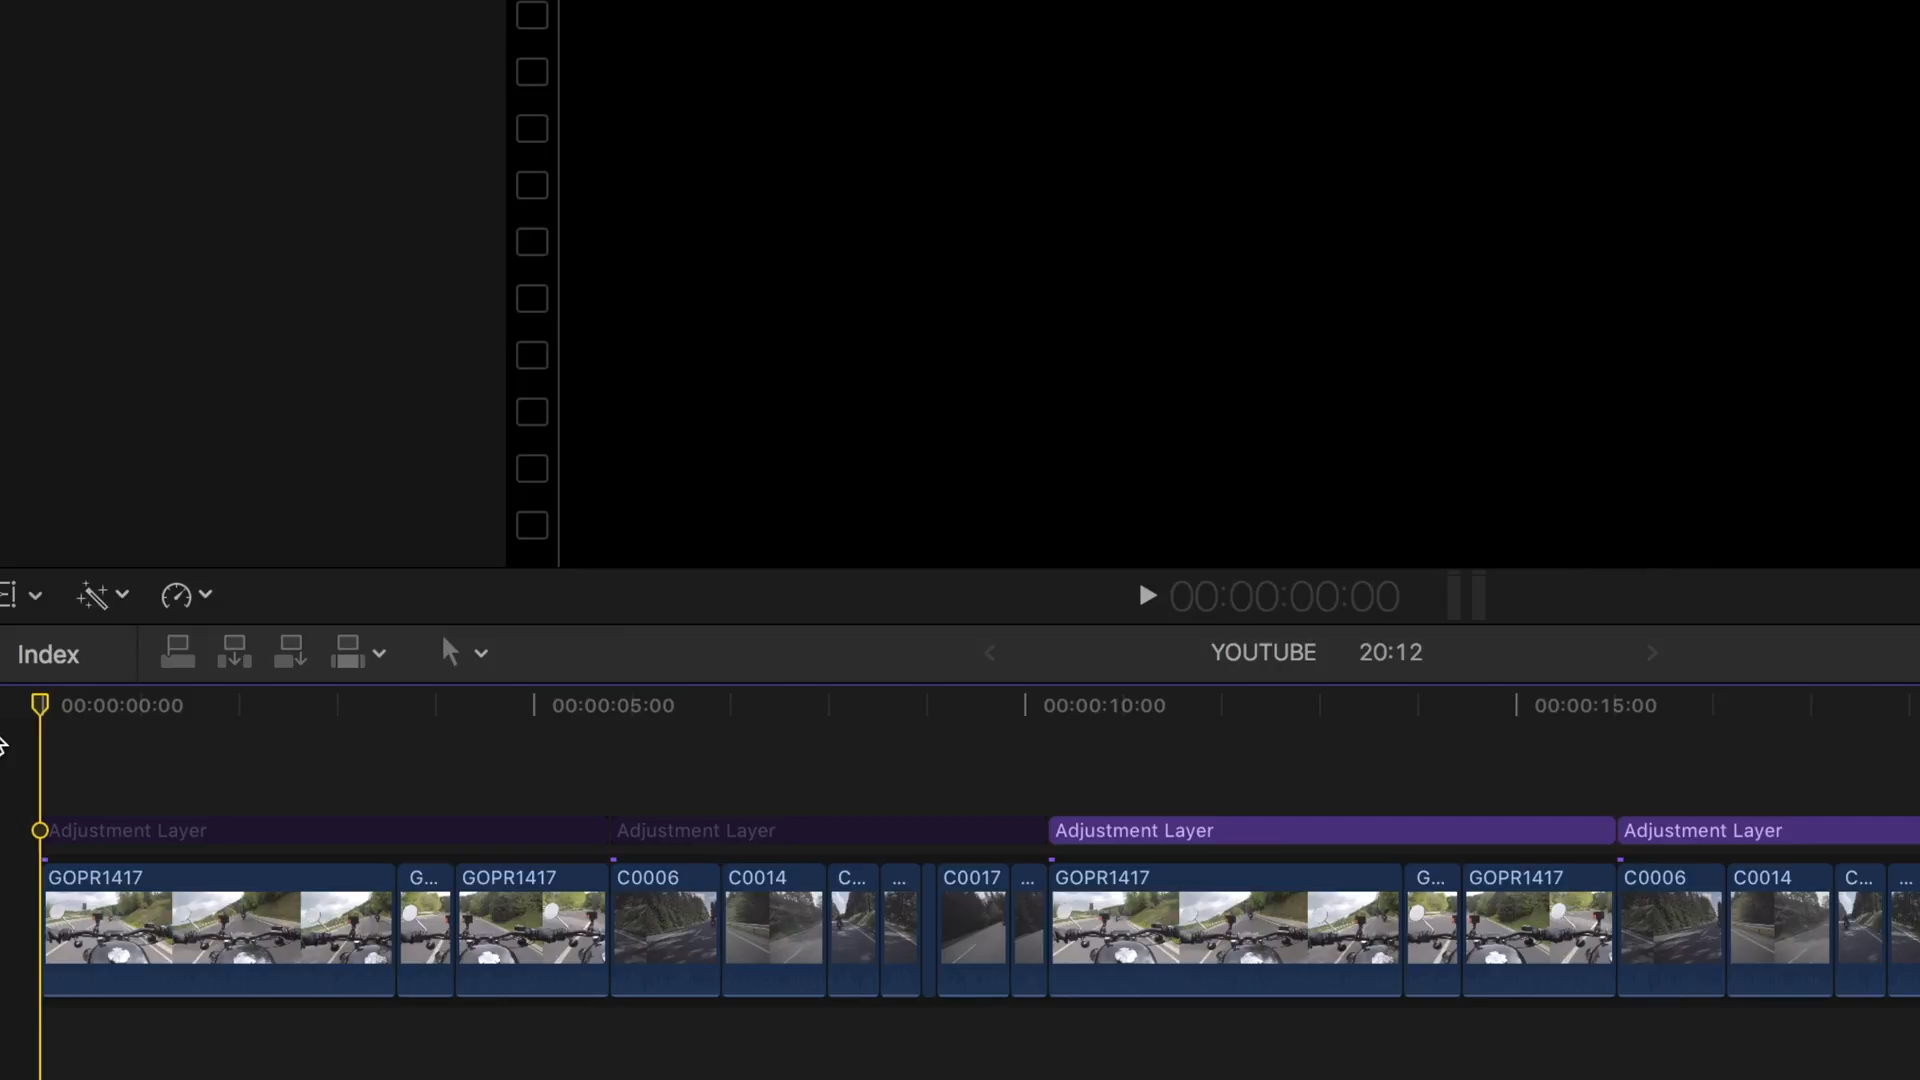 00:00:00:00
Index
YOUTUBE 20:12
00:00:00:00 00:00:05:00 00:00:10:00 00:00:15:00
Adjustment Layer Adjustment Layer Adjustment Layer Adjustment Layer
GOPR1417 G... GOPR1417 C0006 C0014 C... ... C0017 ... GOPR1417 G... GOPR1417 C0006 C0014 C... ...